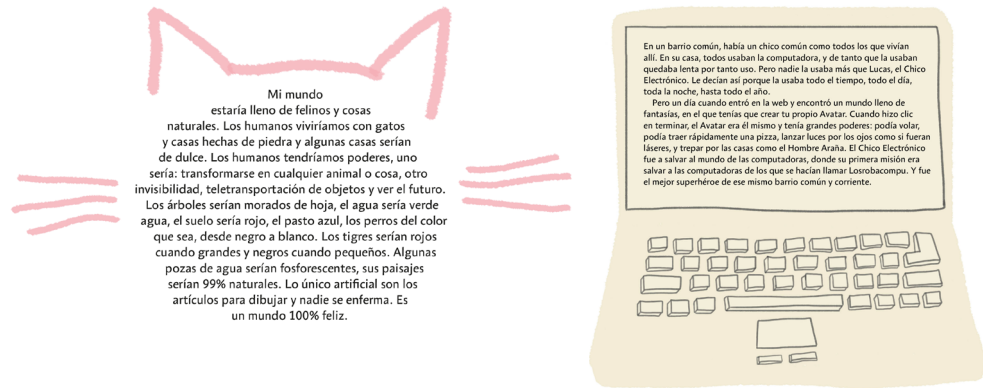 Mi mundo
estaría lleno de felinos y cosas
naturales. Los humanos viviríamos con gatos
y casas hechas de piedra y algunas casas serían
de dulce. Los humanos tendríamos poderes, uno
sería: transformarse en cualquier animal o cosa, otro
invisibilidad, teletransportación de objetos y ver el futuro.
Los árboles serían morados de hoja, el agua sería verde
agua, el suelo sería rojo, el pasto azul, los perros del color
que sea, desde negro a blanco. Los tigres serían rojos
cuando grandes y negros cuando pequeños. Algunas
pozas de agua serían fosforescentes, sus paisajes
serían 99% naturales. Lo único artificial son los
artículos para dibujar y nadie se enferma. Es
un mundo 100% feliz.
En un barrio común, había un chico común como todos los que vivían
allí. En su casa, todos usaban la computadora, y de tanto que la usaban
quedaba lenta por tanto uso. Pero nadie la usaba más que Lucas, el Chico
Electrónico. Le decían así porque la usaba todo el tiempo, todo el día,
toda la noche, hasta todo el año.
Pero un día cuando entró en la web y encontró un mundo lleno de
fantasías, en el que tenías que crear tu propio Avatar. Cuando hizo clic
en terminar, el Avatar era él mismo y tenía grandes poderes: podía volar,
podía traer rápidamente una pizza, lanzar luces por los ojos como si fueran
láseres, y trepar por las casas como el Hombre Araña. El Chico Electrónico
fue a salvar al mundo de las computadoras, donde su primera misión era
salvar a las computadoras de los que se hacían llamar Losrobacompu. Y fue
el mejor superhéroe de ese mismo barrio común y corriente.